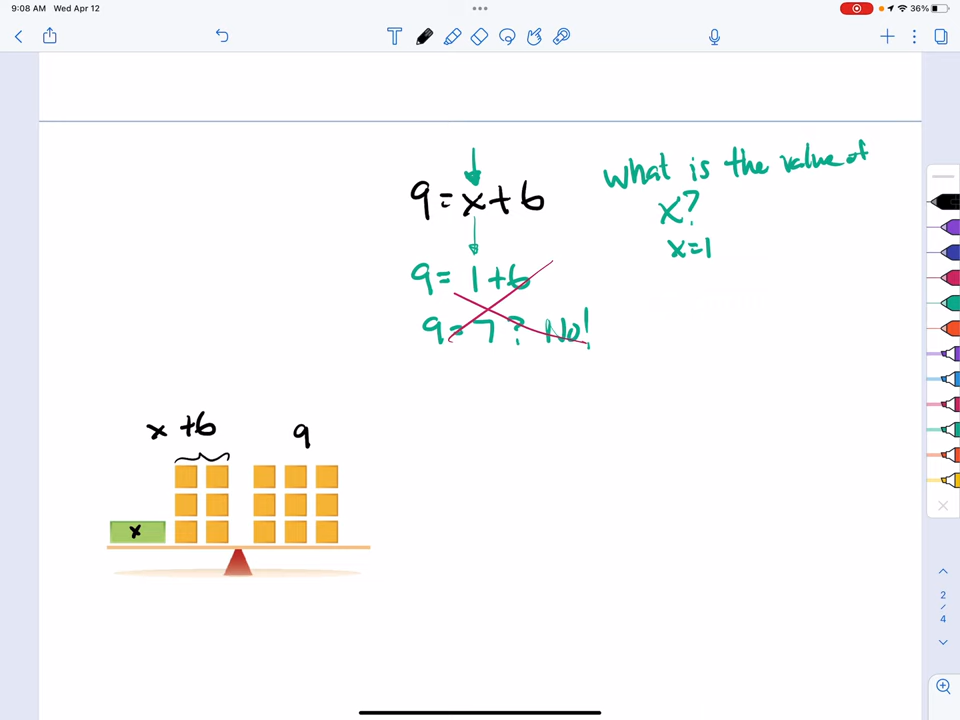 9:08 AM Wed Apr 12
36%
T
9 = x + 6
what is the value of
x?
x = 1
9 = 1 + 6
9 = 7 ? No!
x + 6
9
x
2
/
4